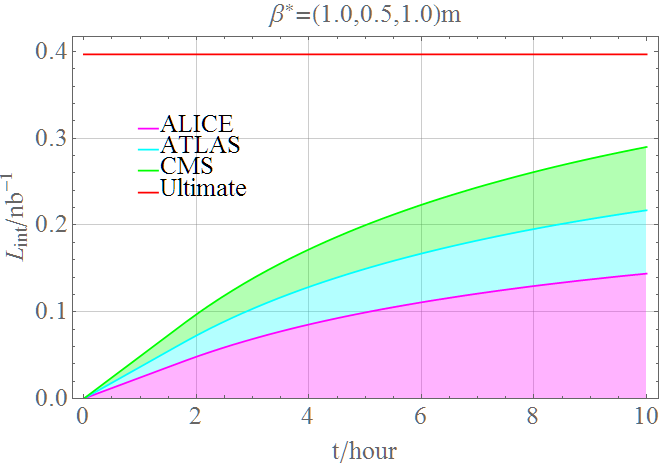 β*=(1.0,0.5,1.0)m
0.4
0.3
0.2
0.1
0.0
L_int/nb⁻¹
ALICE
ATLAS
CMS
Ultimate
0 2 4 6 8 10
t/hour